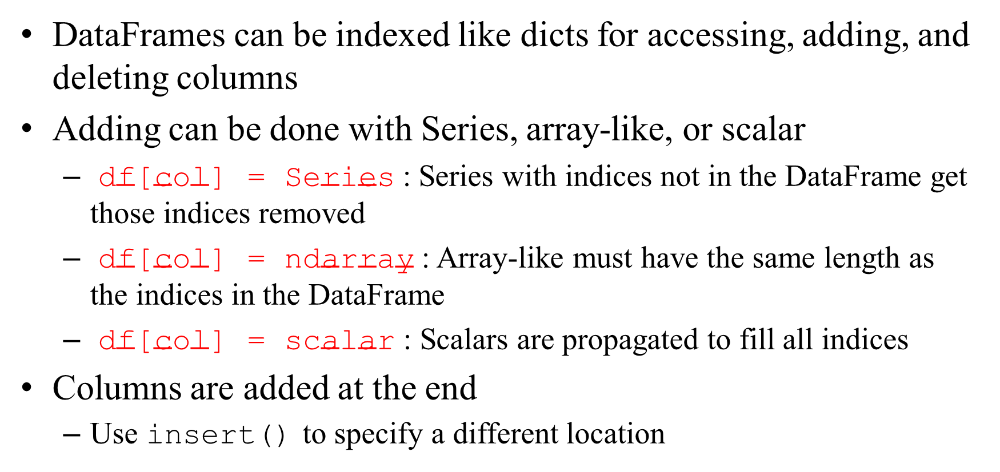 • DataFrames can be indexed like dicts for accessing, adding, and
deleting columns
• Adding can be done with Series, array-like, or scalar
– df[col] = Series : Series with indices not in the DataFrame get
those indices removed
– df[col] = ndarray : Array-like must have the same length as
the indices in the DataFrame
– df[col] = scalar : Scalars are propagated to fill all indices
• Columns are added at the end
– Use insert() to specify a different location